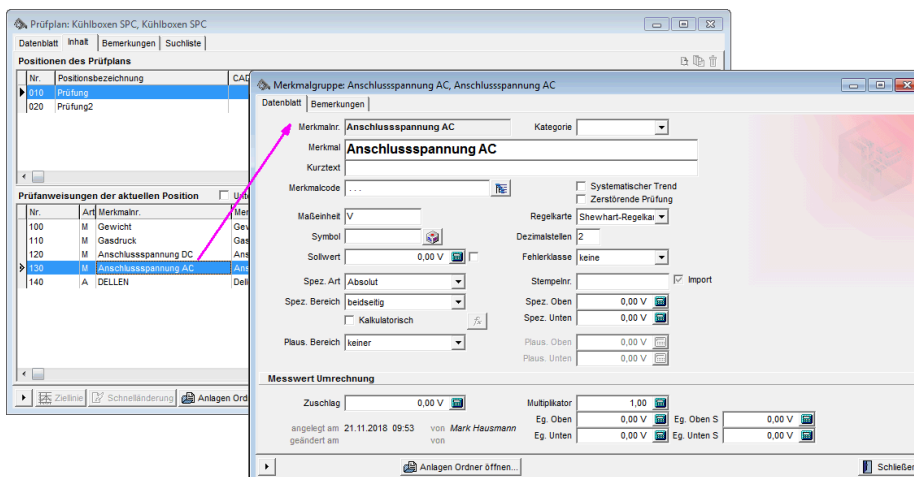 Prüfplan: Kühlboxen SPC, Kühlboxen SPC
Datenblatt Inhalt Bemerkungen Suchliste
Positionen des Prüfplans
Nr. Positionsbezeichnung
010 Prüfung
020 Prüfung2
Prüfanweisungen der aktuellen Position
Nr. Art Merkmalnr.
100 M Gewicht
110 M Gasdruck
120 M Anschlussspannung DC
130 M Anschlussspannung AC
140 A DELLEN
Ziellinie Schnelländerung Anlagen Ord
Merkmalgruppe: Anschlussspannung AC, Anschlussspannung AC
Datenblatt Bemerkungen
Merkmalnr. Anschlussspannung AC Kategorie
Merkmal Anschlussspannung AC
Kurztext
Merkmalcode ... Systematischer Trend
Zerstörende Prüfung
Maßeinheit V Regelkarte Shewhart-Regelkar
Symbol Dezimalstellen 2
Sollwert 0,00 V Fehlerklasse keine
Spez. Art Absolut Stempelnr. Import
Spez. Bereich beidseitig Spez. Oben 0,00 V
Kalkulatorisch fx Spez. Unten 0,00 V
Plaus. Bereich keiner Plaus. Oben 0,00 V
Plaus. Unten 0,00 V
Messwert Umrechnung
Zuschlag 0,00 V Multiplikator 1,00
Eg. Oben 0,00 V Eg. Oben S 0,00 V
angelegt am 21.11.2018 09:53 von Mark Hausmann
Eg. Unten 0,00 V Eg. Unten S 0,00 V
geändert am von
Anlagen Ordner öffnen... Schließen